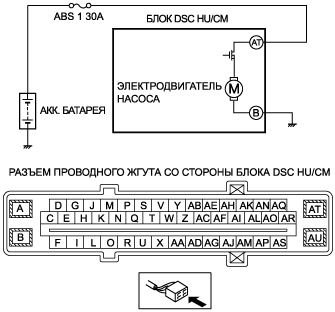 ABS 1 30A
БЛОК DSC HU/CM
AT
ЭЛЕКТРОДВИГАТЕЛЬ
НАСОСА
M
B
АКК. БАТАРЕЯ
РАЗЪЕМ ПРОВОДНОГО ЖГУТА СО СТОРОНЫ БЛОКА DSC HU/CM
A D G J M P S V Y AB AE AH AK AN AQ AT
C E H K N Q T W Z AC AF AI AL AO AR
B F I L O R U X AA AD AG AJ AM AP AS AU